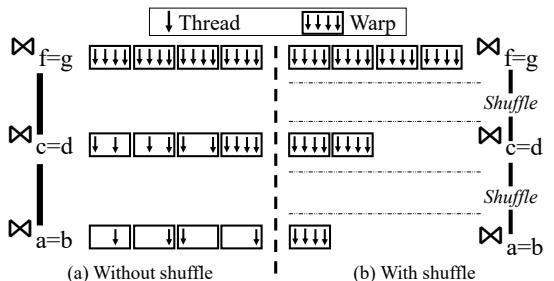 Thread Warp
⋈ f=g ⋈ f=g
Shuffle
⋈ c=d ⋈ c=d
Shuffle
⋈ a=b ⋈ a=b
(a) Without shuffle (b) With shuffle